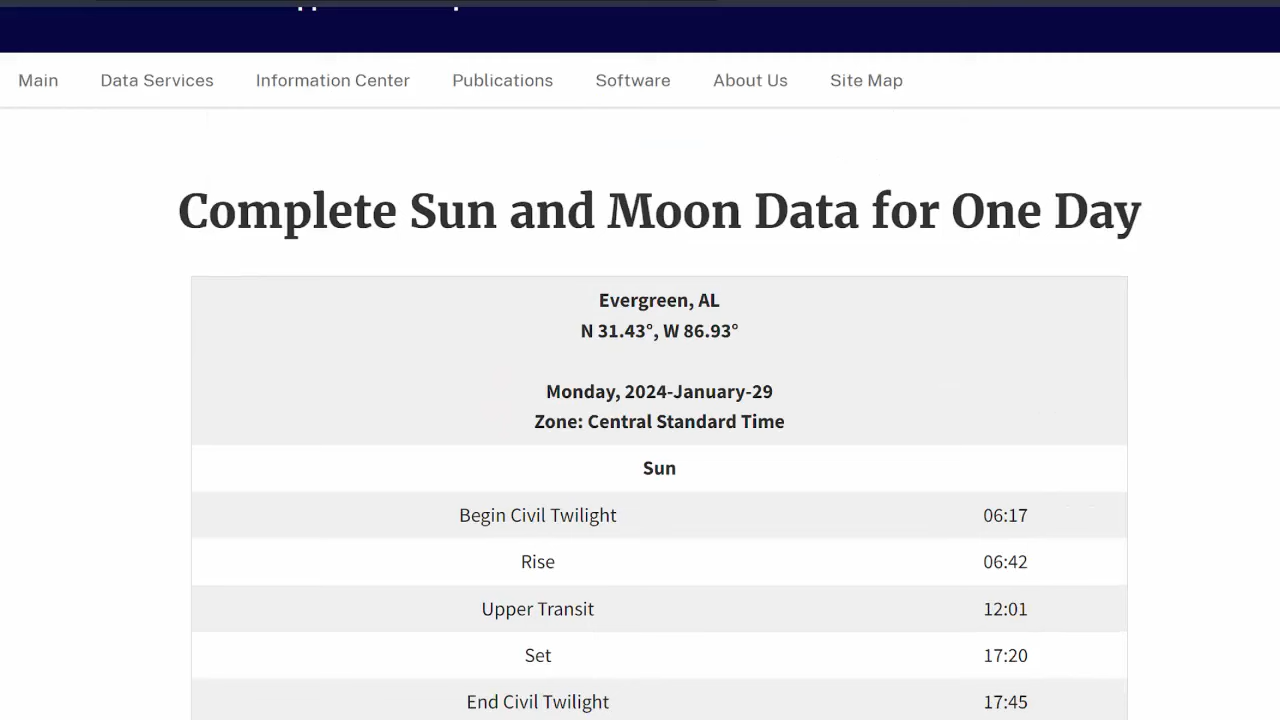 Main Data Services Information Center Publications Software About Us Site Map
Complete Sun and Moon Data for One Day
Evergreen, AL
N 31.43°, W 86.93°
Monday, 2024-January-29
Zone: Central Standard Time
Sun
Begin Civil Twilight 06:17
Rise 06:42
Upper Transit 12:01
Set 17:20
End Civil Twilight 17:45